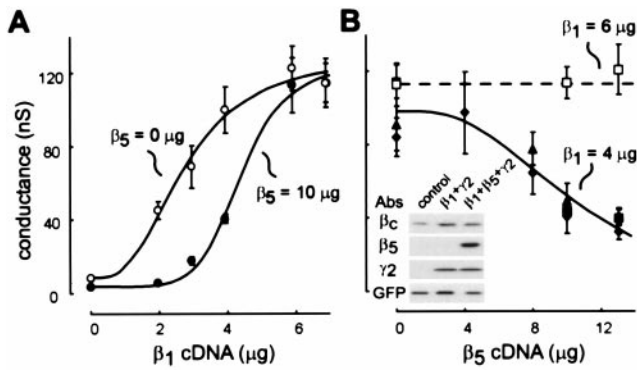 A
conductance (nS)
120
80
40
0
β5 = 0 μg
β5 = 10 μg
0 2 4 6
β1 cDNA (μg)
B
β1 = 6 μg
β1 = 4 μg
Abs control β1+γ2 β1+β5+γ2
βc
β5
γ2
GFP
0 4 8 12
β5 cDNA (μg)